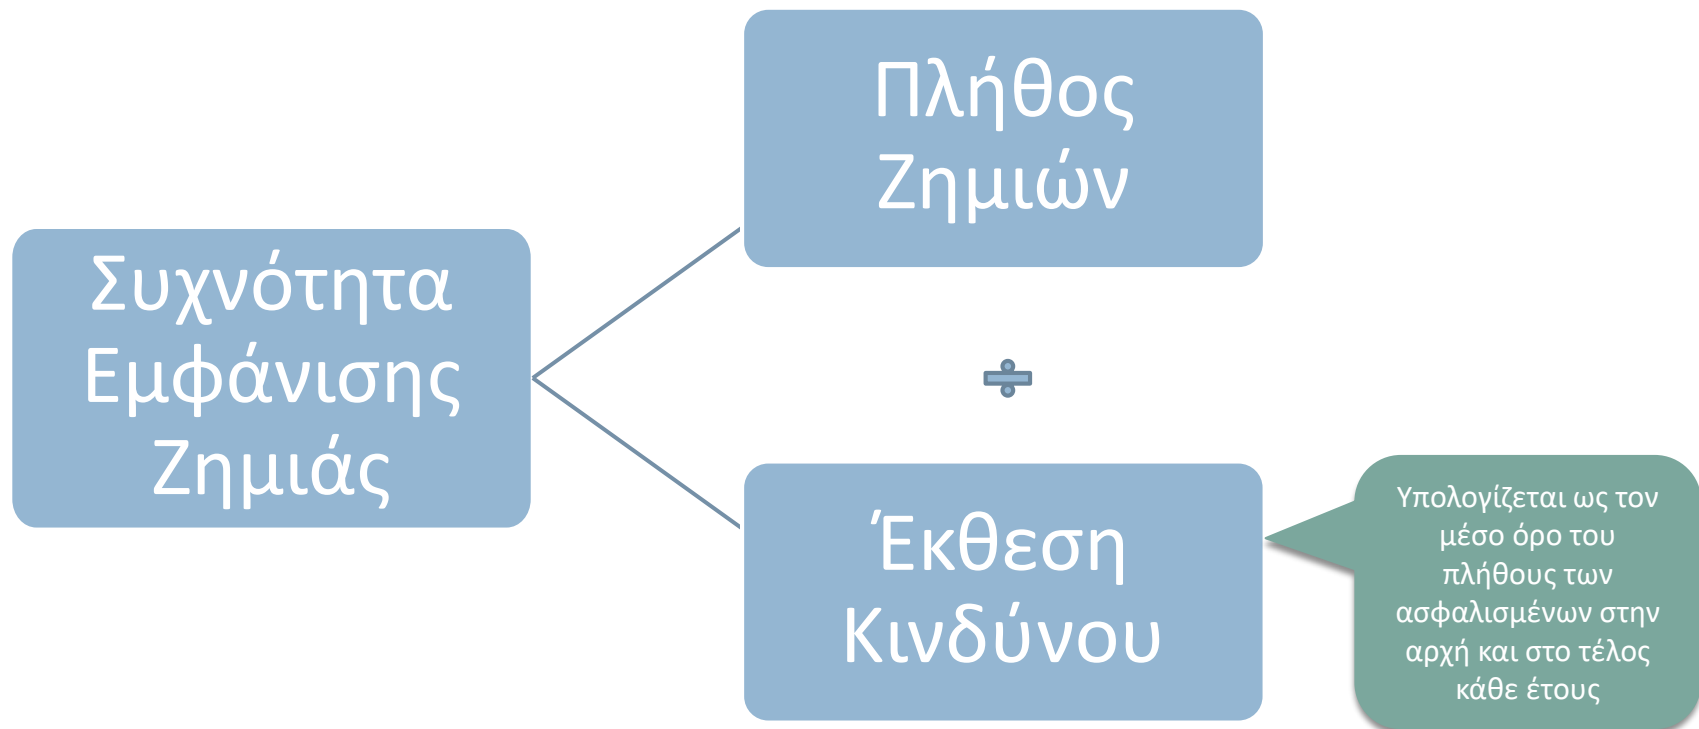 Πλήθος
Ζημιών
Συχνότητα
Εμφάνισης
Ζημιάς
÷
Έκθεση
Κινδύνου
Υπολογίζεται ως τον
μέσο όρο του
πλήθους των
ασφαλισμένων στην
αρχή και στο τέλος
κάθε έτους